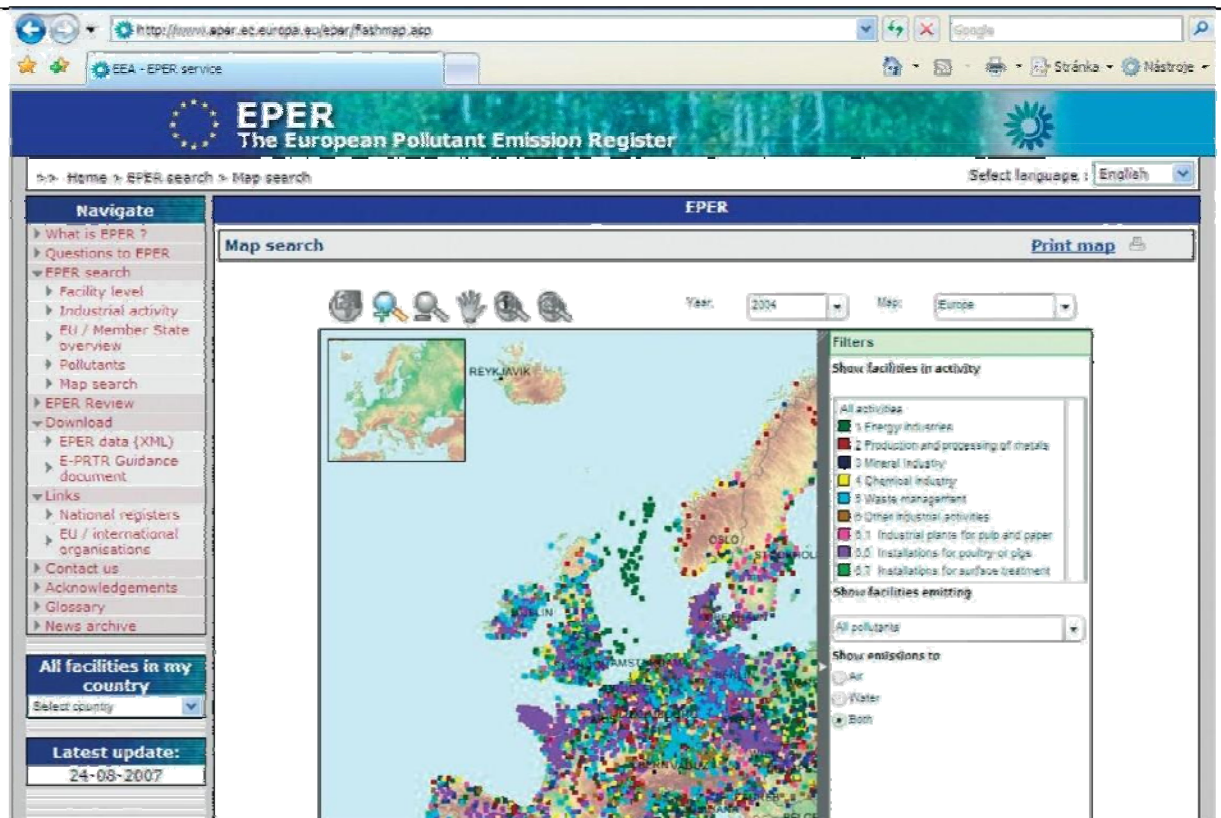 http://www.eper.ec.europa.eu/eper/flashmap.asp
Google
EEA - EPER service
Stránka
Nástroje
EPER
The European Pollutant Emission Register
>> Home > EPER search > Map search
Select language : English
Navigate
What is EPER ?
Questions to EPER
EPER search
Facility level
Industrial activity
EU / Member State
overview
Pollutants
Map search
EPER Review
Download
EPER data (XML)
E-PRTR Guidance
document
Links
National registers
EU / international
organisations
Contact us
Acknowledgements
Glossary
News archive
All facilities in my
country
Select country
Latest update:
24-08-2007
EPER
Map search
Print map
Year: 2004 Map: Europe
REYKJAVIK
OSLO
Filters
Show facilities in activity
All activities
1 Energy industries
2 Production and processing of metals
3 Mineral industry
4 Chemical industry
5 Waste management
6 Other industrial activities
6.1 Industrial plants for pulp and paper
6.6 Installations for poultry or pigs
6.7 Installations for surface treatment
Show facilities emitting
All pollutants
Show emissions to
Air
Water
Both